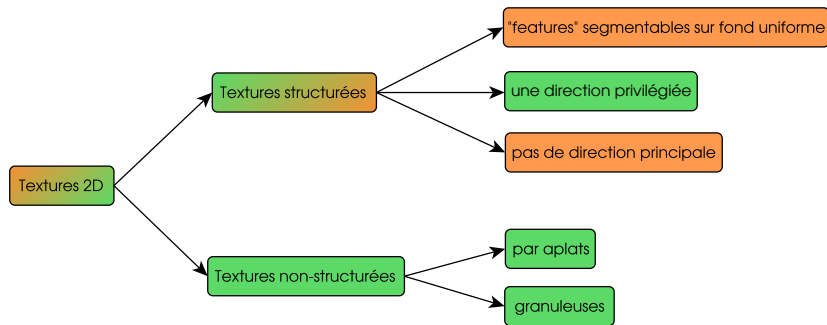 "features" segmentables sur fond uniforme
Textures structurées
une direction privilégiée
pas de direction principale
Textures 2D
par aplats
Textures non-structurées
granuleuses